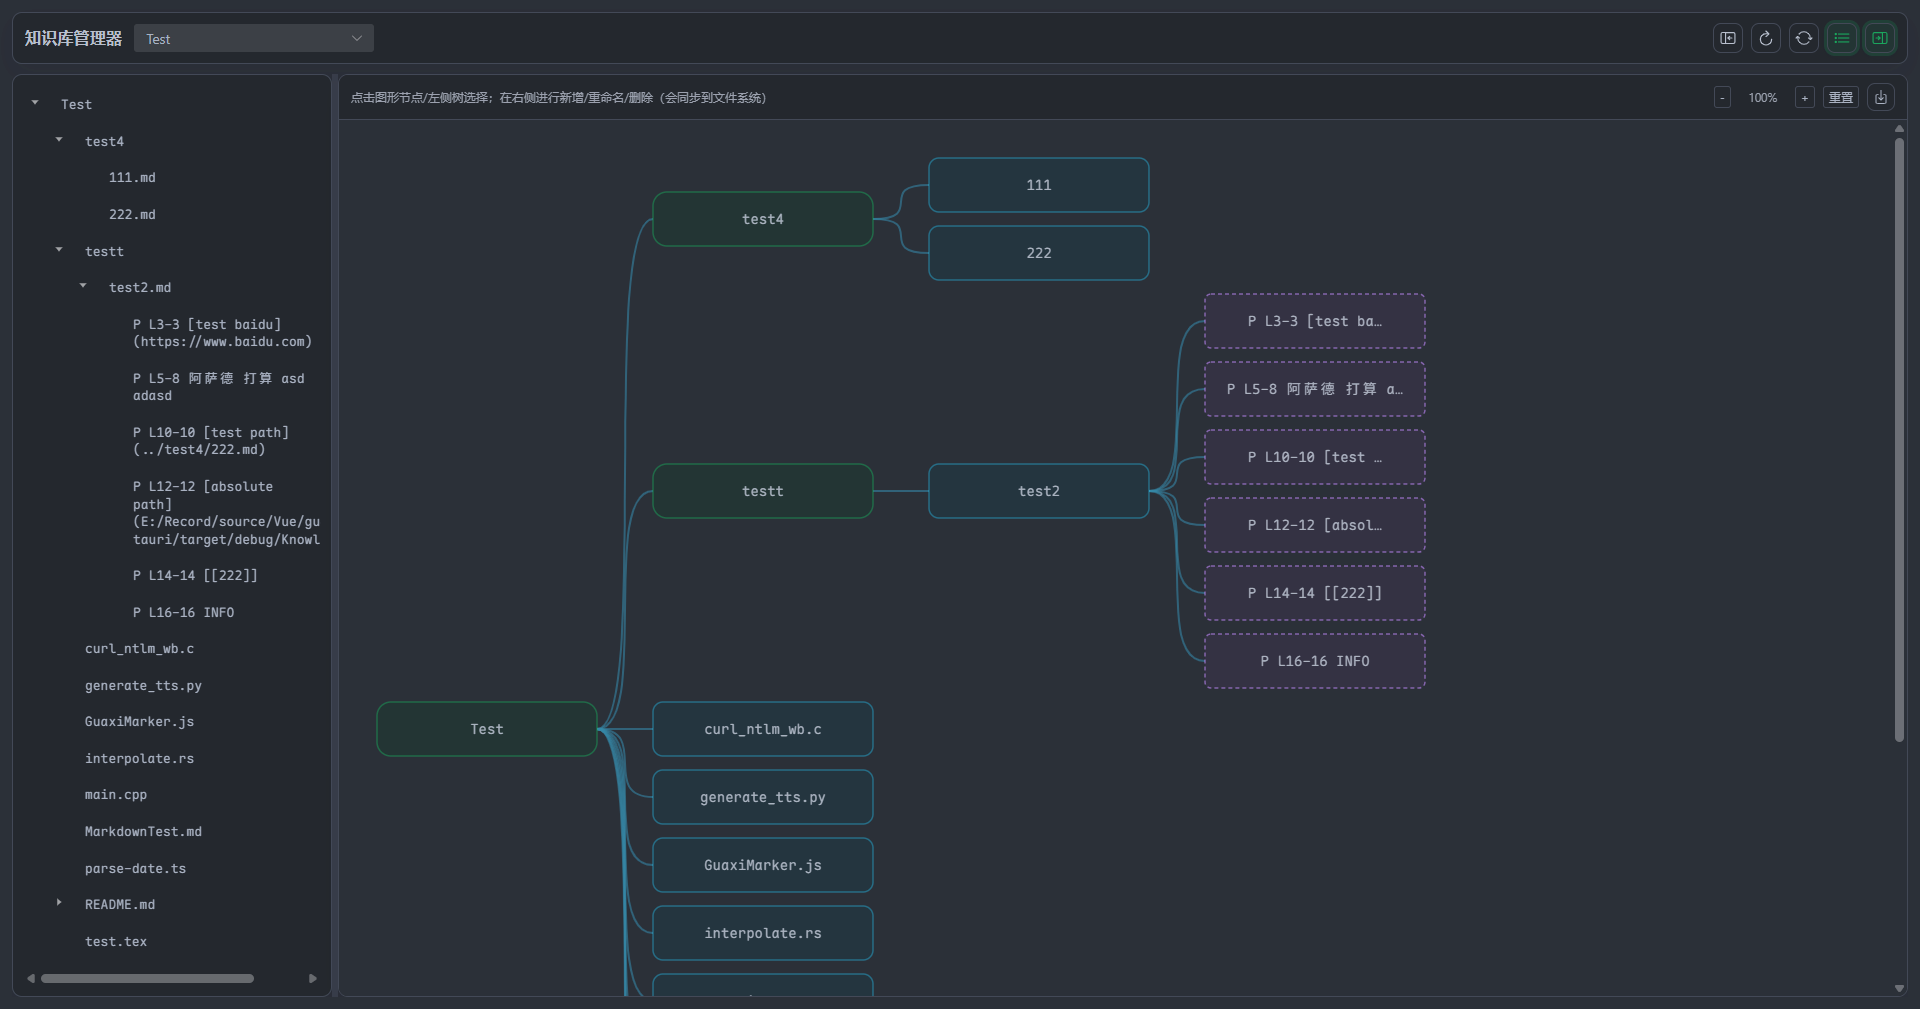 知识库管理器
Test
点击图形节点/左侧树选择；在右侧进行新增/重命名/删除（会同步到文件系统）
-
100%
+
重置
Test
test4
111.md
222.md
testt
test2.md
P L3-3 [test baidu]
(https://www.baidu.com)
P L5-8 阿萨德 打算 asd
adasd
P L10-10 [test path]
(../test4/222.md)
P L12-12 [absolute
path]
(E:/Record/source/Vue/gu
tauri/target/debug/Knowl
P L14-14 [[222]]
P L16-16 INFO
curl_ntlm_wb.c
generate_tts.py
GuaxiMarker.js
interpolate.rs
main.cpp
MarkdownTest.md
parse-date.ts
README.md
test.tex
Test
test4
111
222
testt
test2
P L3-3 [test ba…
P L5-8 阿萨德 打算 a…
P L10-10 [test …
P L12-12 [absol…
P L14-14 [[222]]
P L16-16 INFO
curl_ntlm_wb.c
generate_tts.py
GuaxiMarker.js
interpolate.rs